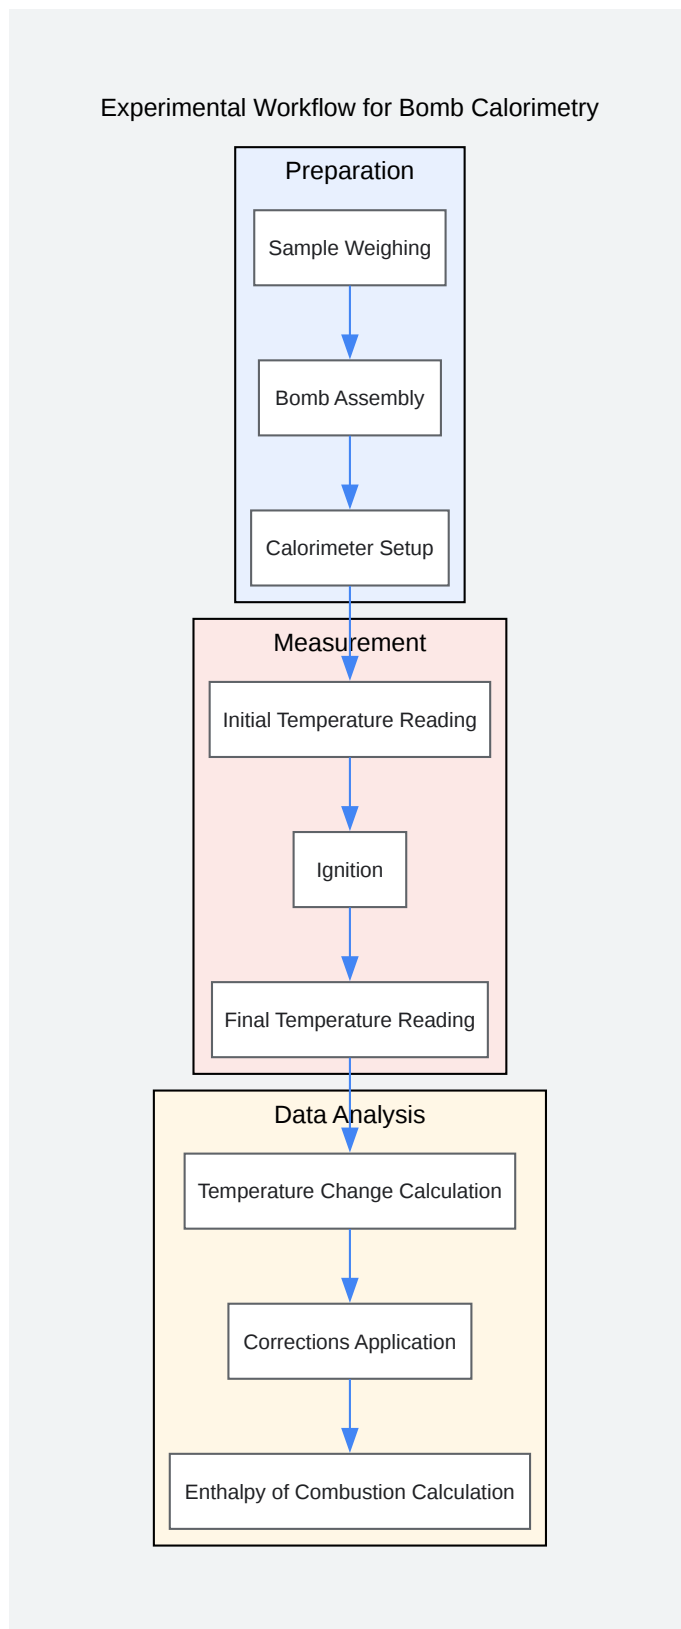 Experimental Workflow for Bomb Calorimetry
Preparation
Sample Weighing
Bomb Assembly
Calorimeter Setup
Measurement
Initial Temperature Reading
Ignition
Final Temperature Reading
Data Analysis
Temperature Change Calculation
Corrections Application
Enthalpy of Combustion Calculation